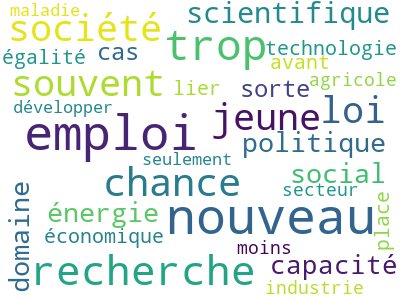 maladie
société
scientifique
trop
technologie
égalité
cas
avant
souvent
lier
sorte
agricole
développer
emploi
jeune
loi
politique
seulement
chance
social
secteur
domaine
énergie
nouveau
place
économique
moins
recherche
capacité
industrie